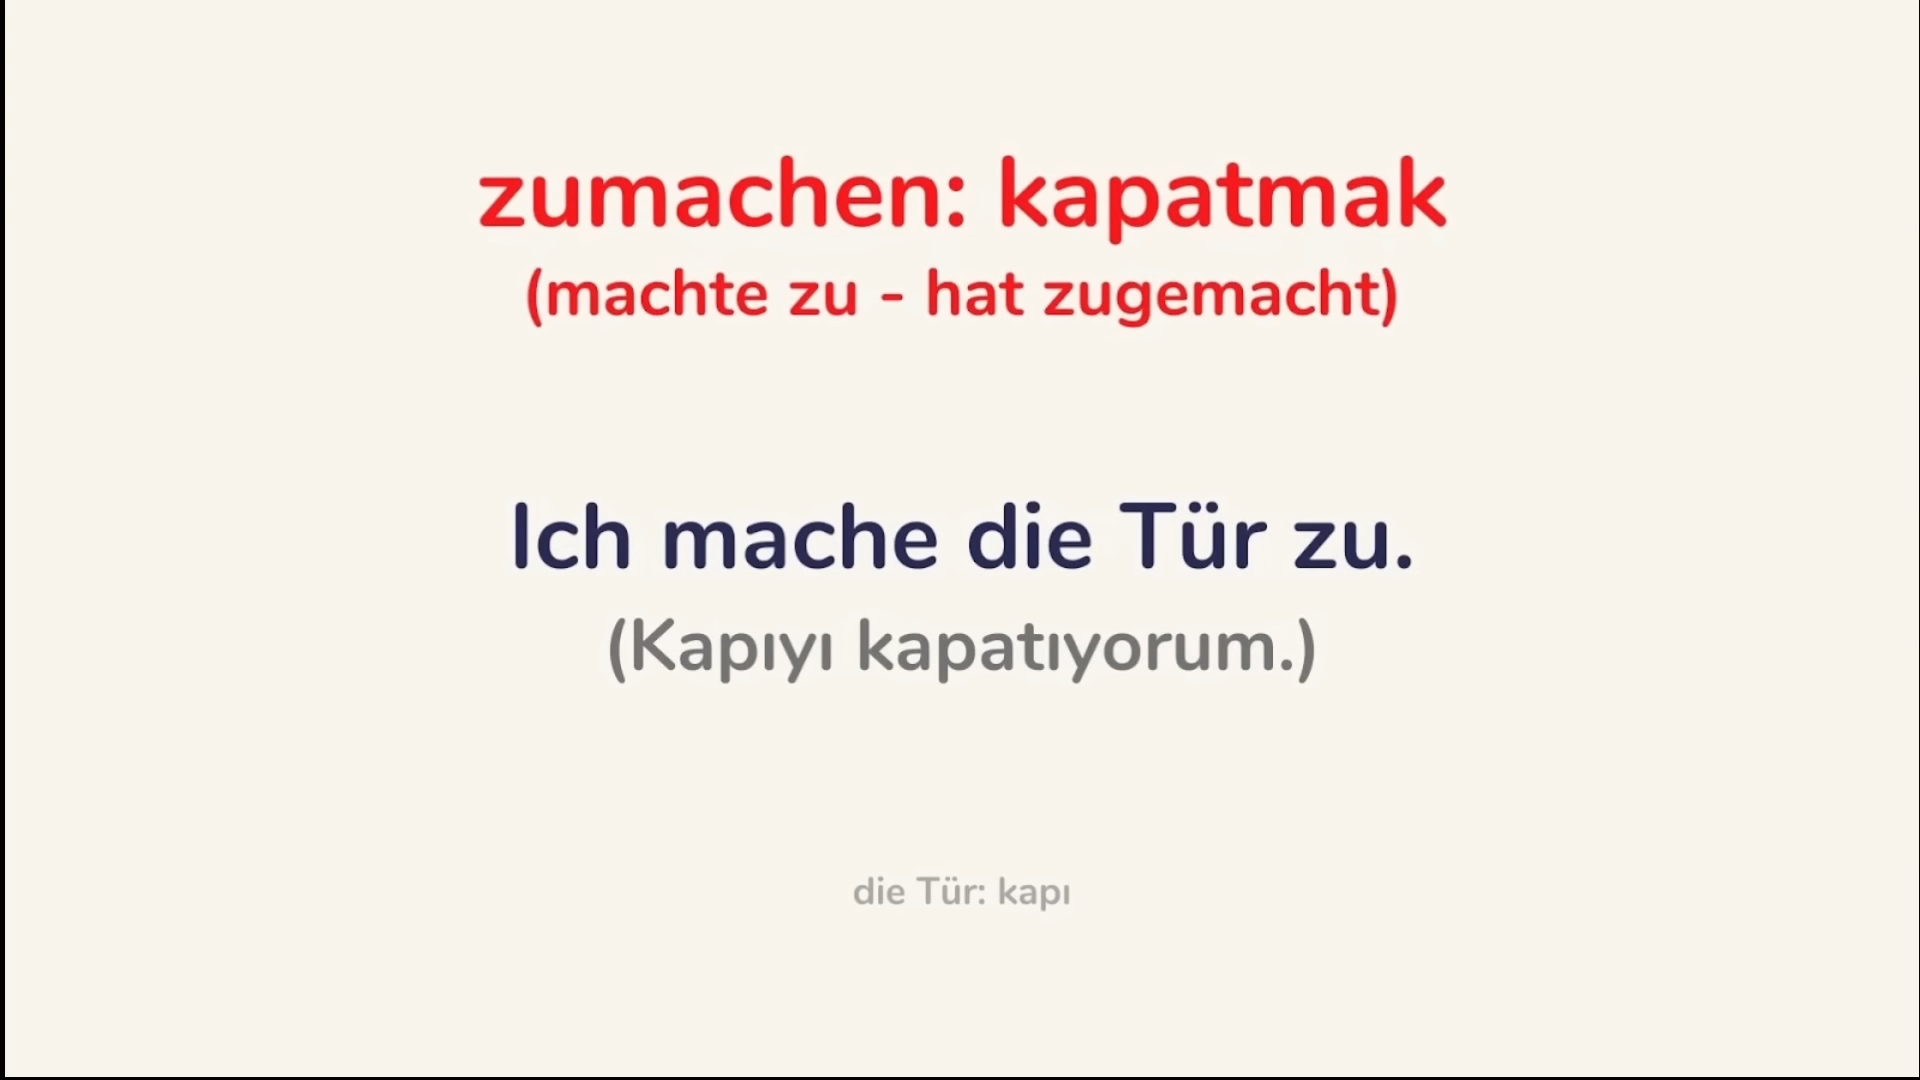 zumachen: kapatmak
(machte zu - hat zugemacht)
Ich mache die Tür zu.
(Kapıyı kapatıyorum.)
die Tür: kapı